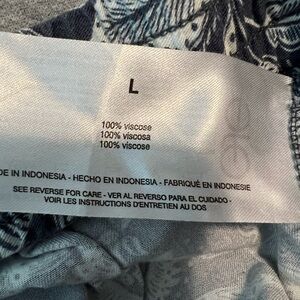 L
100% viscose
100% viscosa
100% viscose
DE IN INDONESIA - HECHO EN INDONESIA - FABRIQUÉ EN INDONESIE
SEE REVERSE FOR CARE - VER AL REVERSO PARA EL CUIDADO -
VOIR LES INSTRUCTIONS D'ENTRETIEN AU DOS